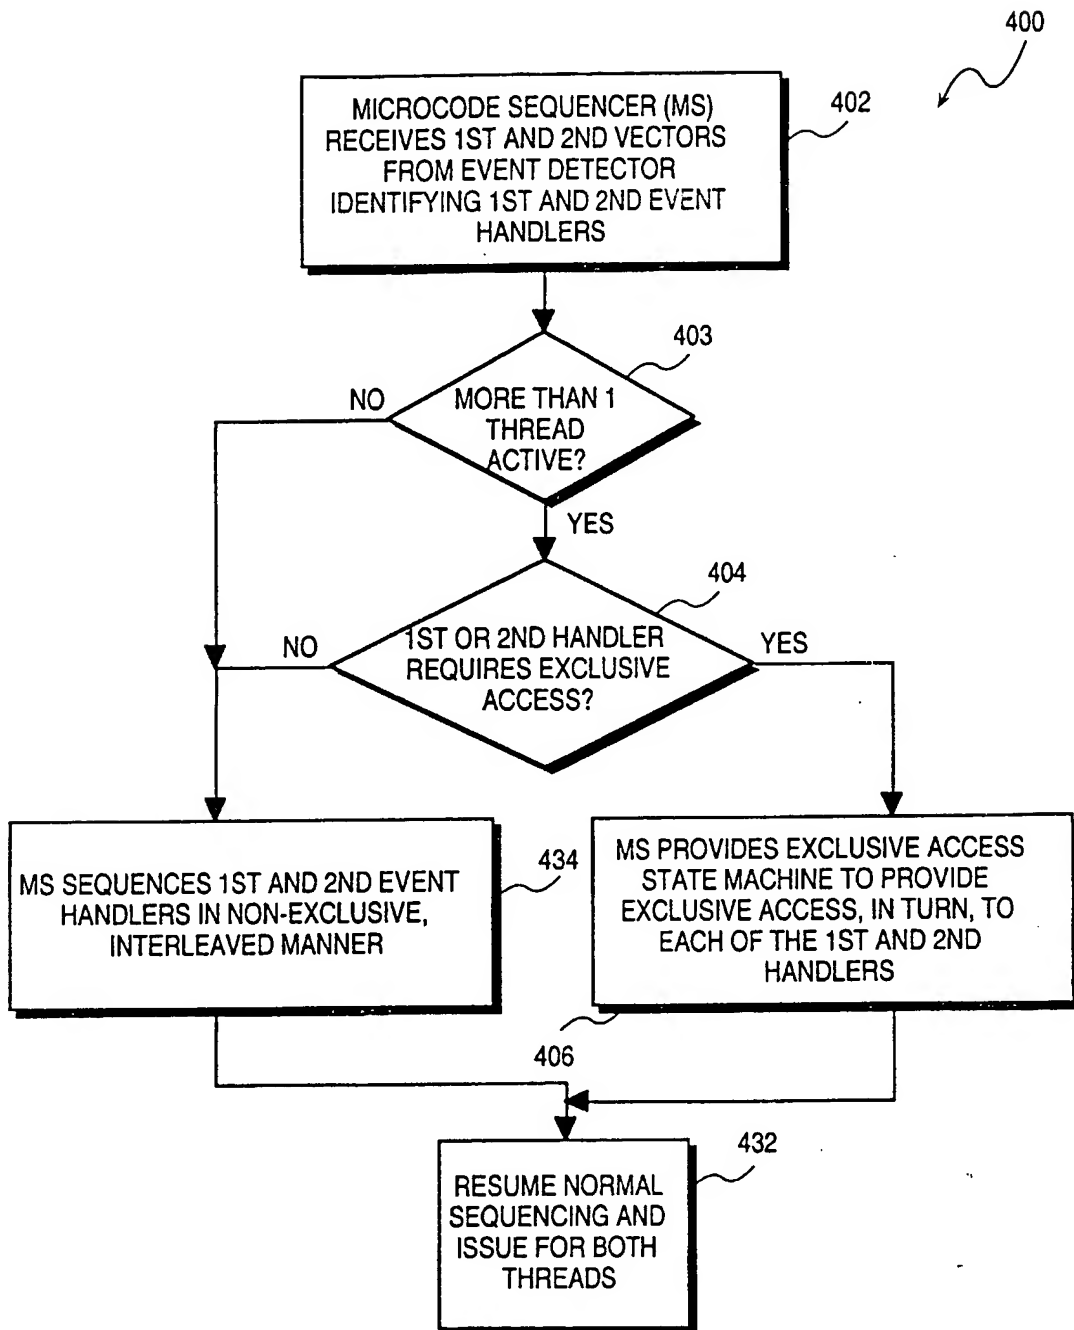 400
MICROCODE SEQUENCER (MS)
RECEIVES 1ST AND 2ND VECTORS
FROM EVENT DETECTOR
IDENTIFYING 1ST AND 2ND EVENT
HANDLERS
402
403
NO
MORE THAN 1
THREAD
ACTIVE?
YES
404
NO
1ST OR 2ND HANDLER
REQUIRES EXCLUSIVE
ACCESS?
YES
MS SEQUENCES 1ST AND 2ND EVENT
HANDLERS IN NON-EXCLUSIVE,
INTERLEAVED MANNER
434
MS PROVIDES EXCLUSIVE ACCESS
STATE MACHINE TO PROVIDE
EXCLUSIVE ACCESS, IN TURN, TO
EACH OF THE 1ST AND 2ND
HANDLERS
406
432
RESUME NORMAL
SEQUENCING AND
ISSUE FOR BOTH
THREADS